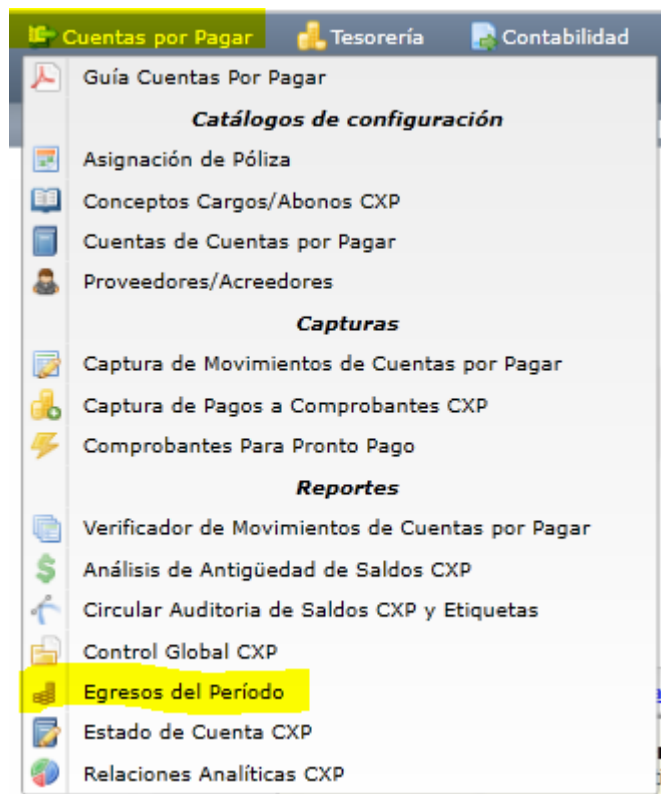 Cuentas por Pagar Tesorería Contabilidad
Guía Cuentas Por Pagar
Catálogos de configuración
Asignación de Póliza
Conceptos Cargos/Abonos CXP
Cuentas de Cuentas por Pagar
Proveedores/Acreedores
Capturas
Captura de Movimientos de Cuentas por Pagar
Captura de Pagos a Comprobantes CXP
Comprobantes Para Pronto Pago
Reportes
Verificador de Movimientos de Cuentas por Pagar
Análisis de Antigüedad de Saldos CXP
Circular Auditoria de Saldos CXP y Etiquetas
Control Global CXP
Egresos del Período
Estado de Cuenta CXP
Relaciones Analíticas CXP